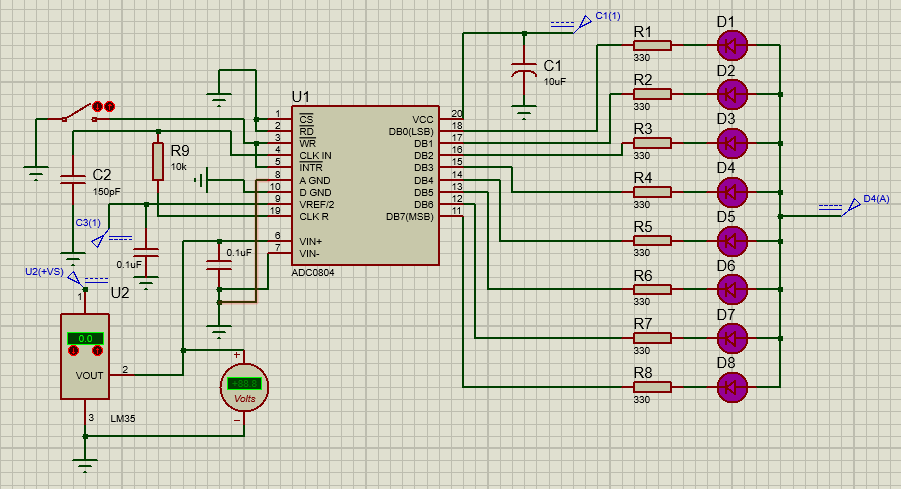 C1(1)
D1
R1
330
C1
10uF
D2
R2
330
U1
20
1 CS VCC
2 RD DB0(LSB) 18
3 WR DB1 17
4 CLK IN DB2 16
5 INTR DB3 15
8 A GND DB4 14
10 D GND DB5 13
9 VREF/2 DB6 12
19 CLK R DB7(MSB) 11
6 VIN+
7 VIN-
ADC0804
R9
10k
C2
150pF
C3(1)
0.1uF
0.1uF
D3
R3
330
D4
R4
330
D4(A)
D5
R5
330
D6
R6
330
D7
R7
330
D8
R8
330
U2(+VS)
U2
1
0.0
VOUT
2
3
LM35
+
+88.8
Volts